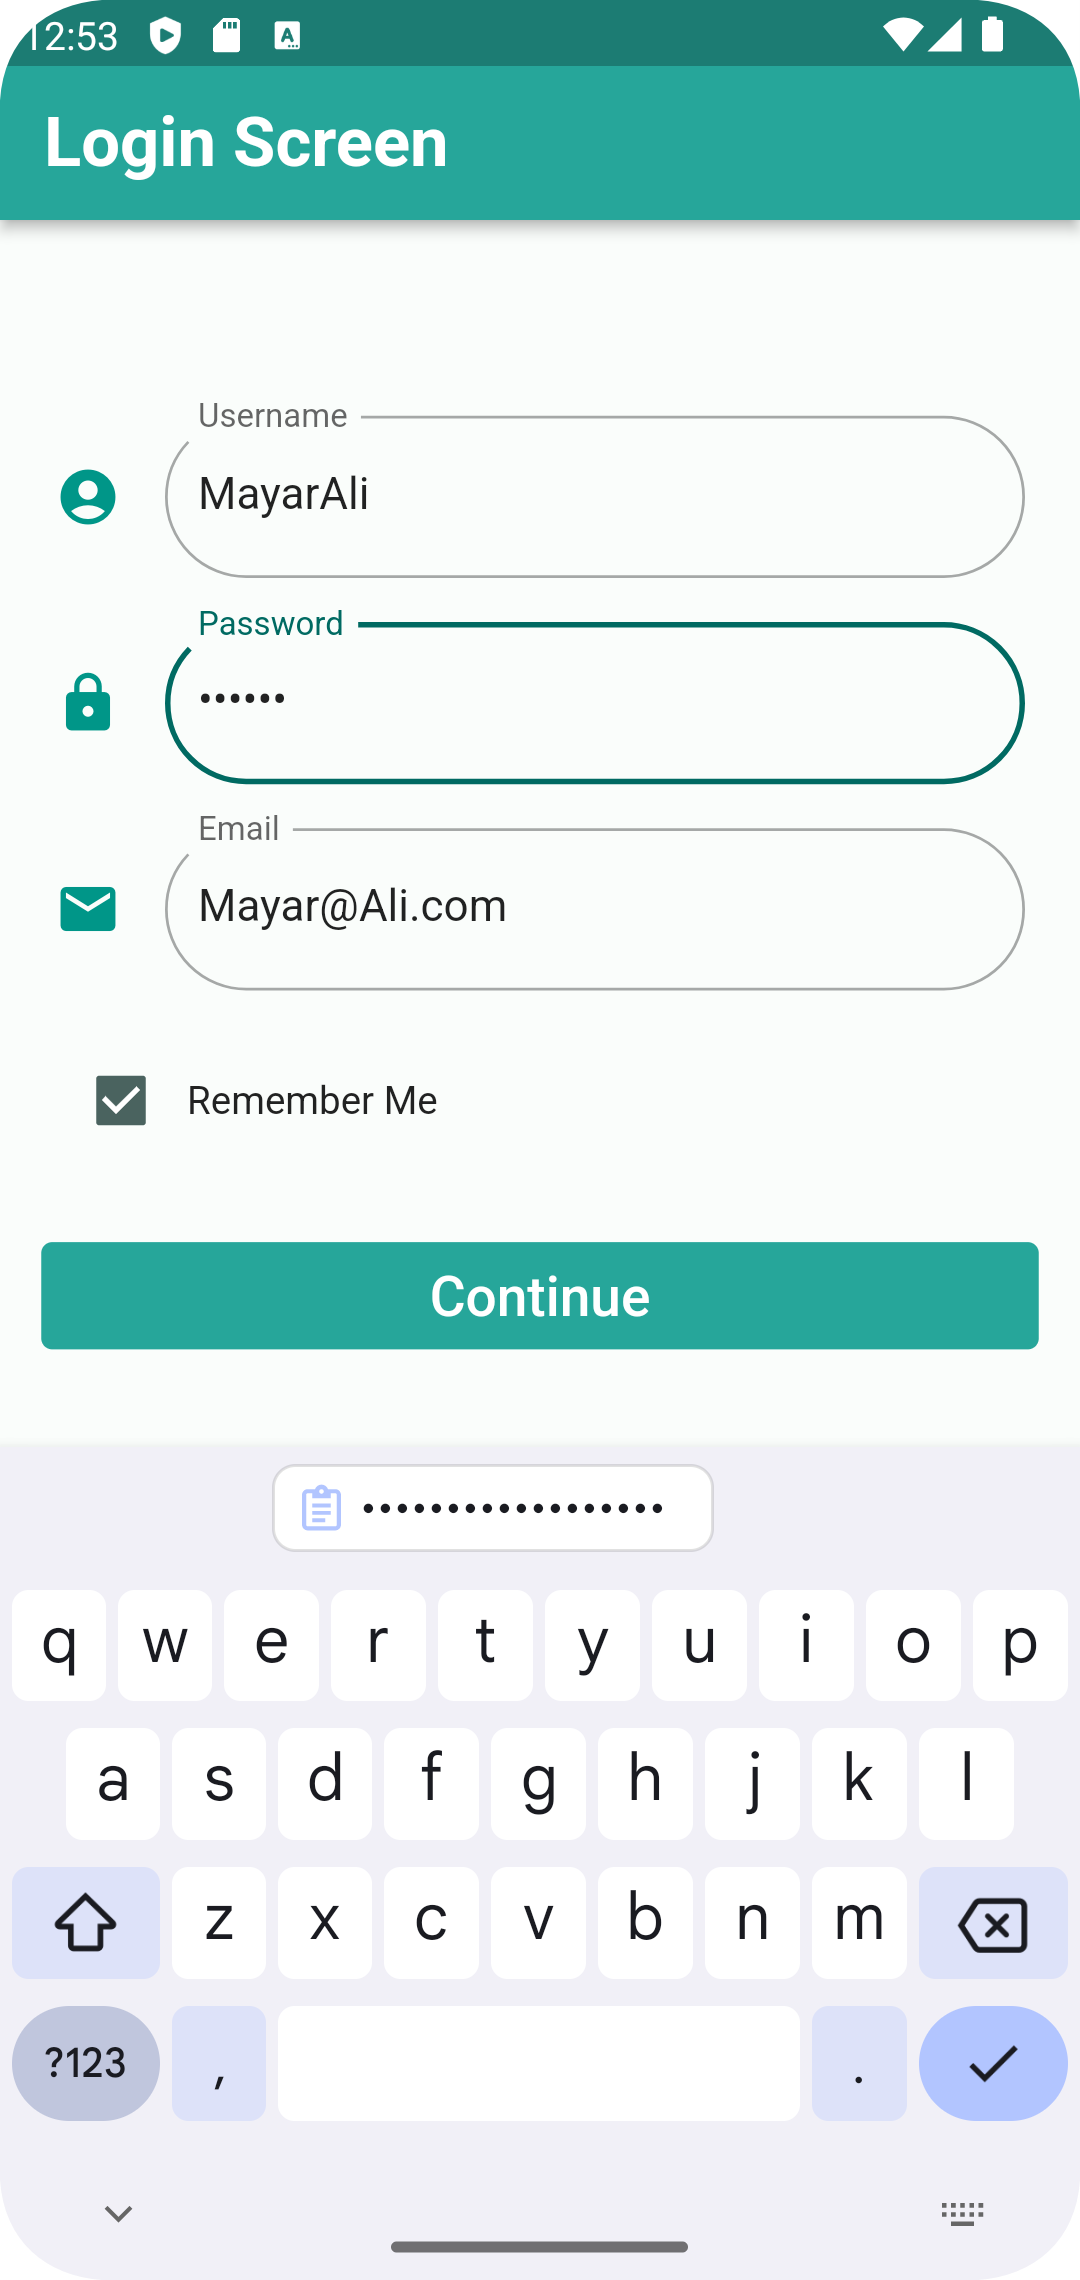 12:53
Login Screen
Username
MayarAli
Password
••••••
Email
Mayar@Ali.com
Remember Me
Continue
••••••••••••••••••
q w e r t y u i o p
a s d f g h j k l
z x c v b n m
?123 , .